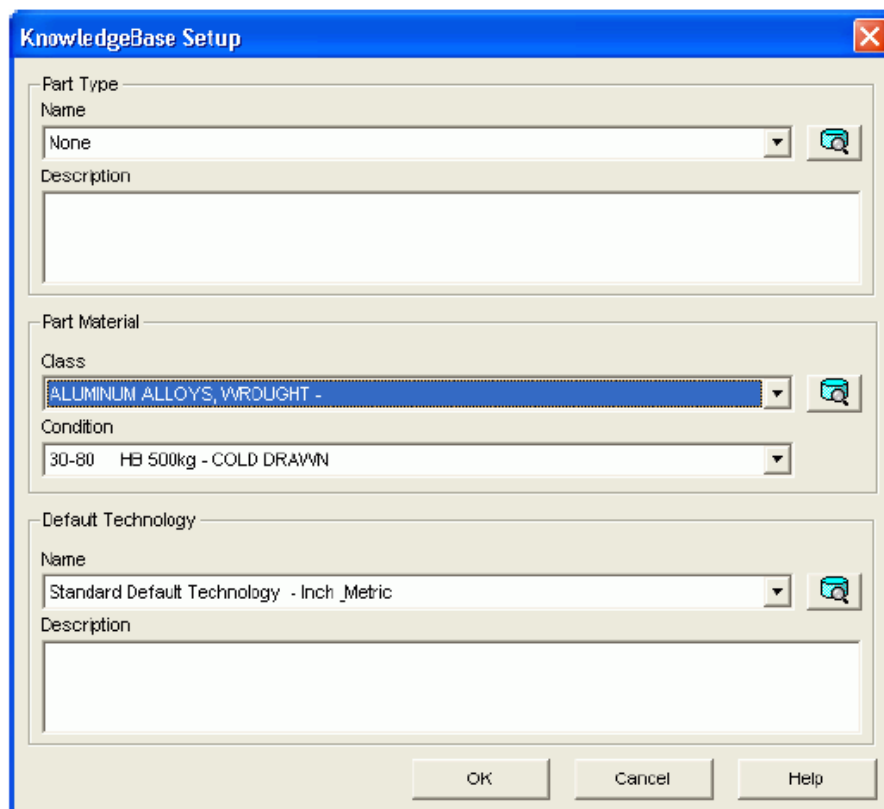 KnowledgeBase Setup
Part Type
Name
None
Description
Part Material
Class
ALUMINUM ALLOYS, WROUGHT -
Condition
30-80 HB 500kg - COLD DRAWN
Default Technology
Name
Standard Default Technology - Inch _Metric
Description
OK Cancel Help